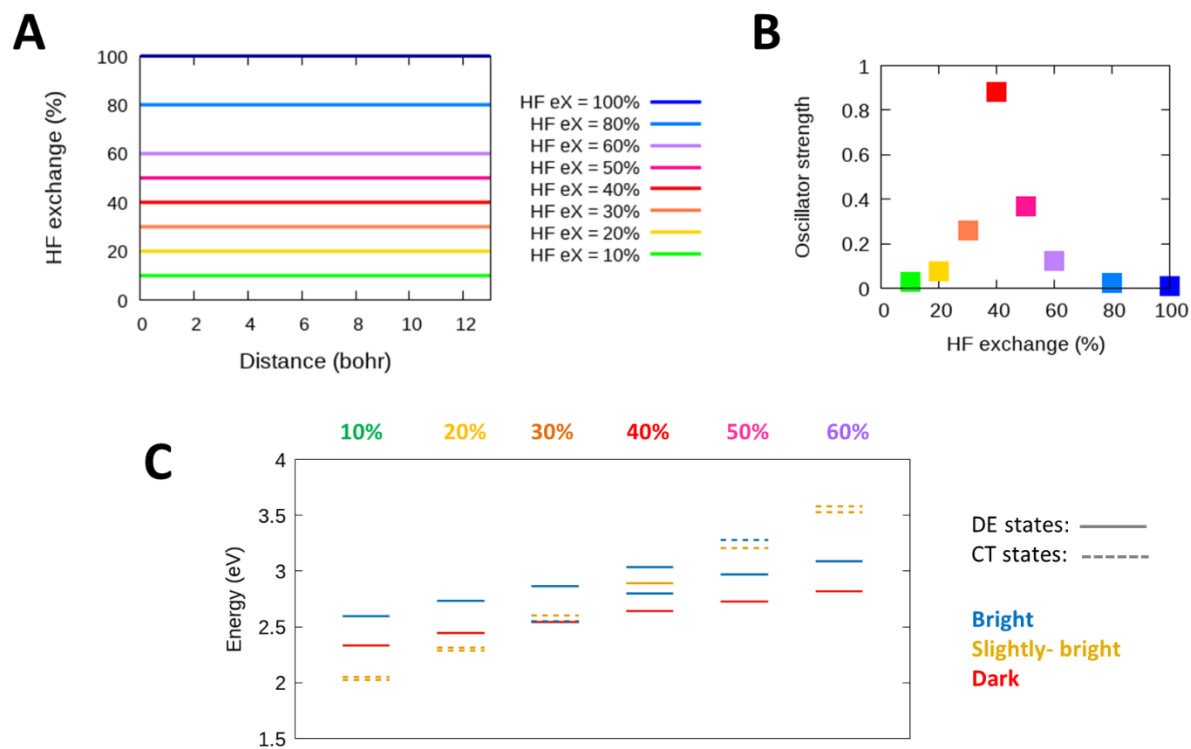 A
B
100
80
60
40
20
0
HF exchange (%)
0 2 4 6 8 10 12
Distance (bohr)
HF eX = 100%
HF eX = 80%
HF eX = 60%
HF eX = 50%
HF eX = 40%
HF eX = 30%
HF eX = 20%
HF eX = 10%
1
0.8
0.6
0.4
0.2
0
Oscillator strength
0 20 40 60 80 100
HF exchange (%)
C
10% 20% 30% 40% 50% 60%
4
3.5
3
2.5
2
1.5
Energy (eV)
DE states:
CT states:
Bright
Slightly- bright
Dark